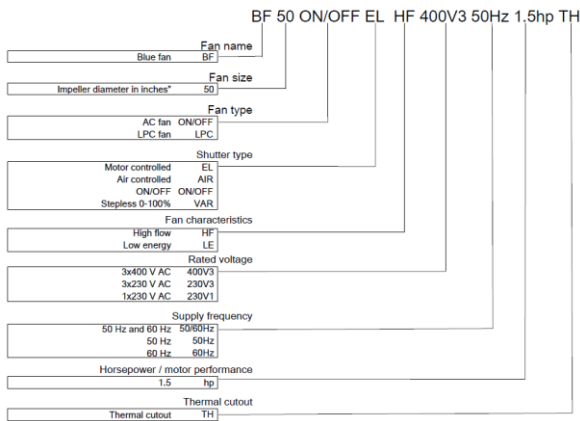 BF 50 ON/OFF EL HF 400V3 50Hz 1.5hp TH
Fan name
Blue fan BF
Fan size
Impeller diameter in inches* 50
Fan type
AC fan ON/OFF
LPC fan LPC
Shutter type
Motor controlled EL
Air controlled AIR
ON/OFF ON/OFF
Stepless 0-100% VAR
Fan characteristics
High flow HF
Low energy LE
Rated voltage
3x400 V AC 400V3
3x230 V AC 230V3
1x230 V AC 230V1
Supply frequency
50 Hz and 60 Hz 50/60Hz
50 Hz 50Hz
60 Hz 60Hz
Horsepower / motor performance
1.5 hp
Thermal cutout
Thermal cutout TH